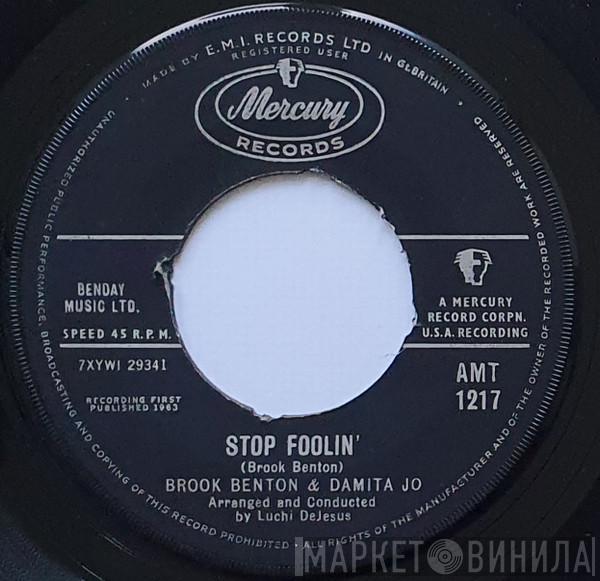 MADE BY E.M.I. RECORDS LTD IN GT.BRITAIN
REGISTERED USER
Mercury
RECORDS
BENDAY
MUSIC LTD.
SPEED 45 R.P.M.
7XYWI 29341
RECORDING FIRST
PUBLISHED 1963
A MERCURY
RECORD CORPN.
U.S.A. RECORDING
AMT
1217
STOP FOOLIN'
(Brook Benton)
BROOK BENTON & DAMITA JO
Arranged and Conducted
by Luchi DeJesus
UNAUTHORIZED PUBLIC PERFORMANCE, BROADCASTING AND COPYING OF THIS RECORD PROHIBITED · ALL RIGHTS OF THE MANUFACTURER AND OF THE OWNER OF THE RECORDED WORK ARE RESERVED
МАРКЕТ ВИНИЛА